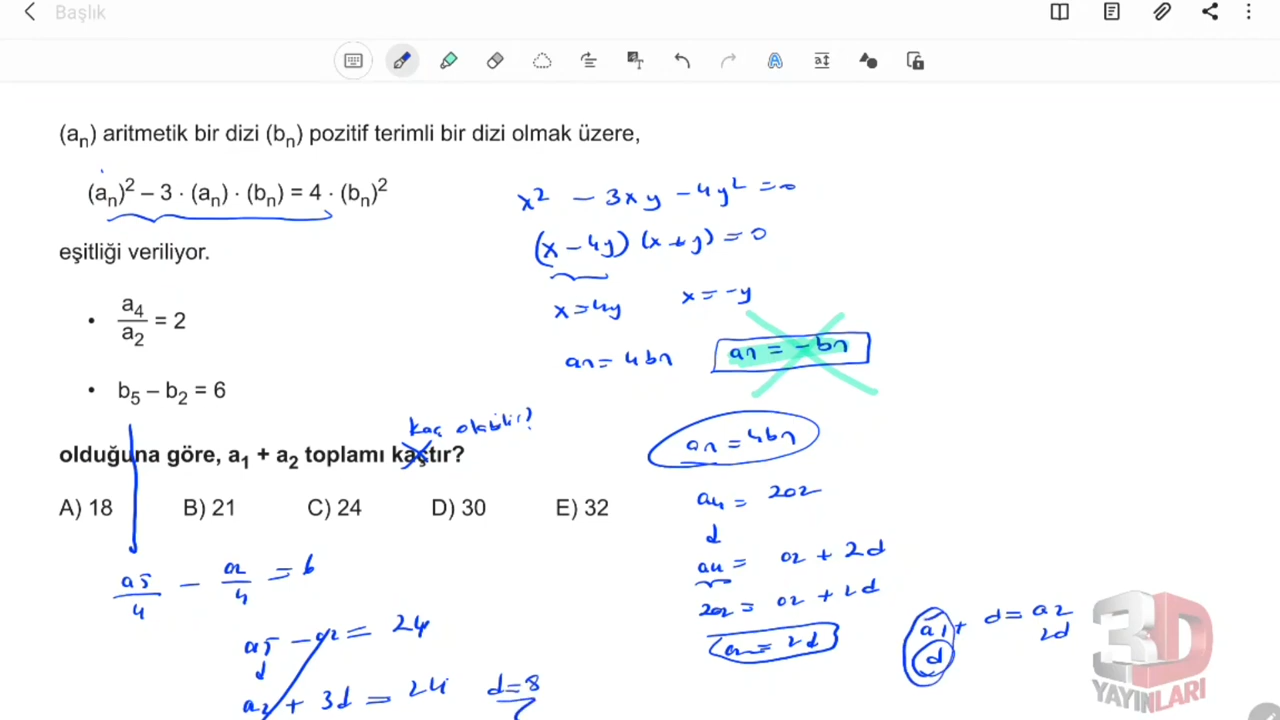 Başlık
(aₙ) aritmetik bir dizi (bₙ) pozitif terimli bir dizi olmak üzere,
(aₙ)² – 3 · (aₙ) · (bₙ) = 4 · (bₙ)²
eşitliği veriliyor.
• a₄/a₂ = 2
• b₅ – b₂ = 6
kaç olabilir?
olduğuna göre, a₁ + a₂ toplamı kaçtır?
A) 18 B) 21 C) 24 D) 30 E) 32
a5/4 – a2/4 = 6
a5 – a2 = 24
a2 + 3d = 24 d=8
x² – 3xy – 4y² = 0
(x – 4y) (x + y) = 0
x = 4y x = -y
an = 4bn an = -bn
an = 4bn
a4 = 2a2
d
a4 = a2 + 2d
2a2 = a2 + 2d
a2 = 2d
a1 + d = a2
d 2d
3D
YAYINLARI